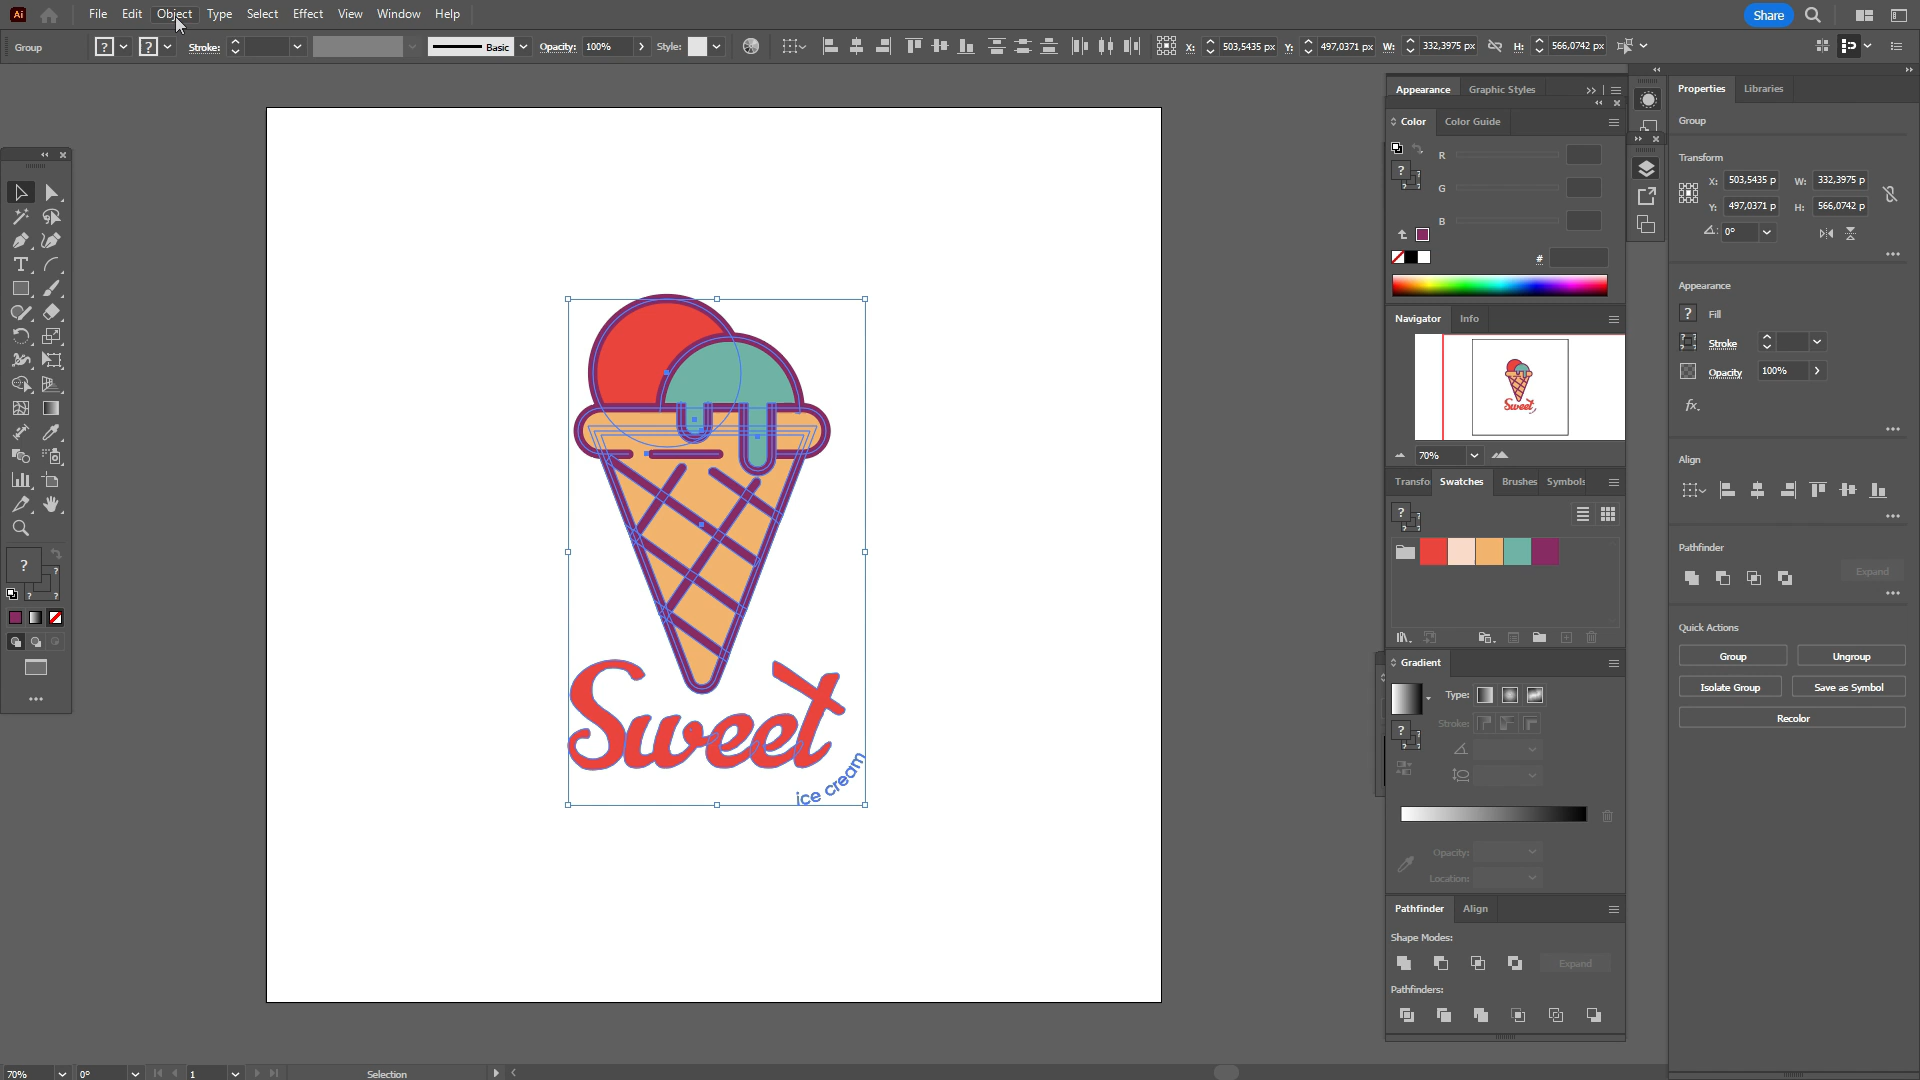 Ai File Edit Object Type Select Effect View Window Help Share
Group ? ? Stroke: Basic Opacity: 100% Style: X: 503,5435 px Y: 497,0371 px W: 332,3975 px H: 566,0742 px
Appearance Graphic Styles
Color Color Guide
R
?
G
B
#
Navigator Info
70%
Transfo Swatches Brushes Symbols
?
Gradient
Type:
Stroke:
?
Opacity:
Location:
Pathfinder Align
Shape Modes:
Expand
Pathfinders:
Properties Libraries
Group
Transform
X: 503,5435 p W: 332,3975 p
Y: 497,0371 p H: 566,0742 p
0°
Appearance
? Fill
? Stroke
Opacity 100%
fx.
Align
Pathfinder
Expand
Quick Actions
Group Ungroup
Isolate Group Save as Symbol
Recolor
T
?
?
? ?
Sweet
ice cream
Sweet
70% 0° 1 Selection